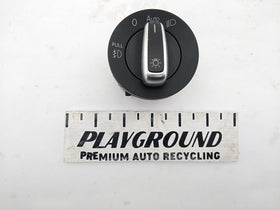 0 Auto
PULL
PLAYGROUND
PREMIUM AUTO RECYCLING